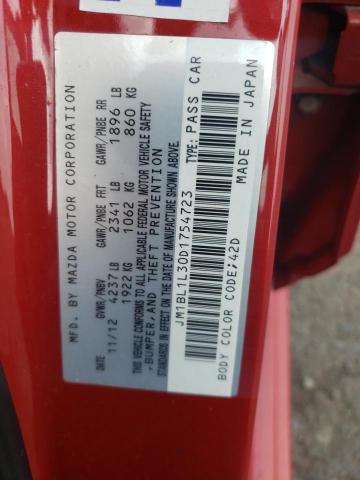 MFD. BY MAZDA MOTOR CORPORATION
GVWR/PNBV GAWR/PNBE FRT GAWR/PNBE RR
11/12 4237 LB 2341 LB 1896 LB
1922 KG 1062 KG 860 KG
THIS VEHICLE CONFORMS TO ALL APPLICABLE FEDERAL MOTOR VEHICLE SAFETY
,BUMPER,AND THEFT PREVENTION
STANDARDS IN EFFECT ON THE DATE OF MANUFACTURE SHOWN ABOVE.
JM1BL1L30D1754723 TYPE: PASS CAR
BODY COLOR CODE:42D MADE IN JAPAN